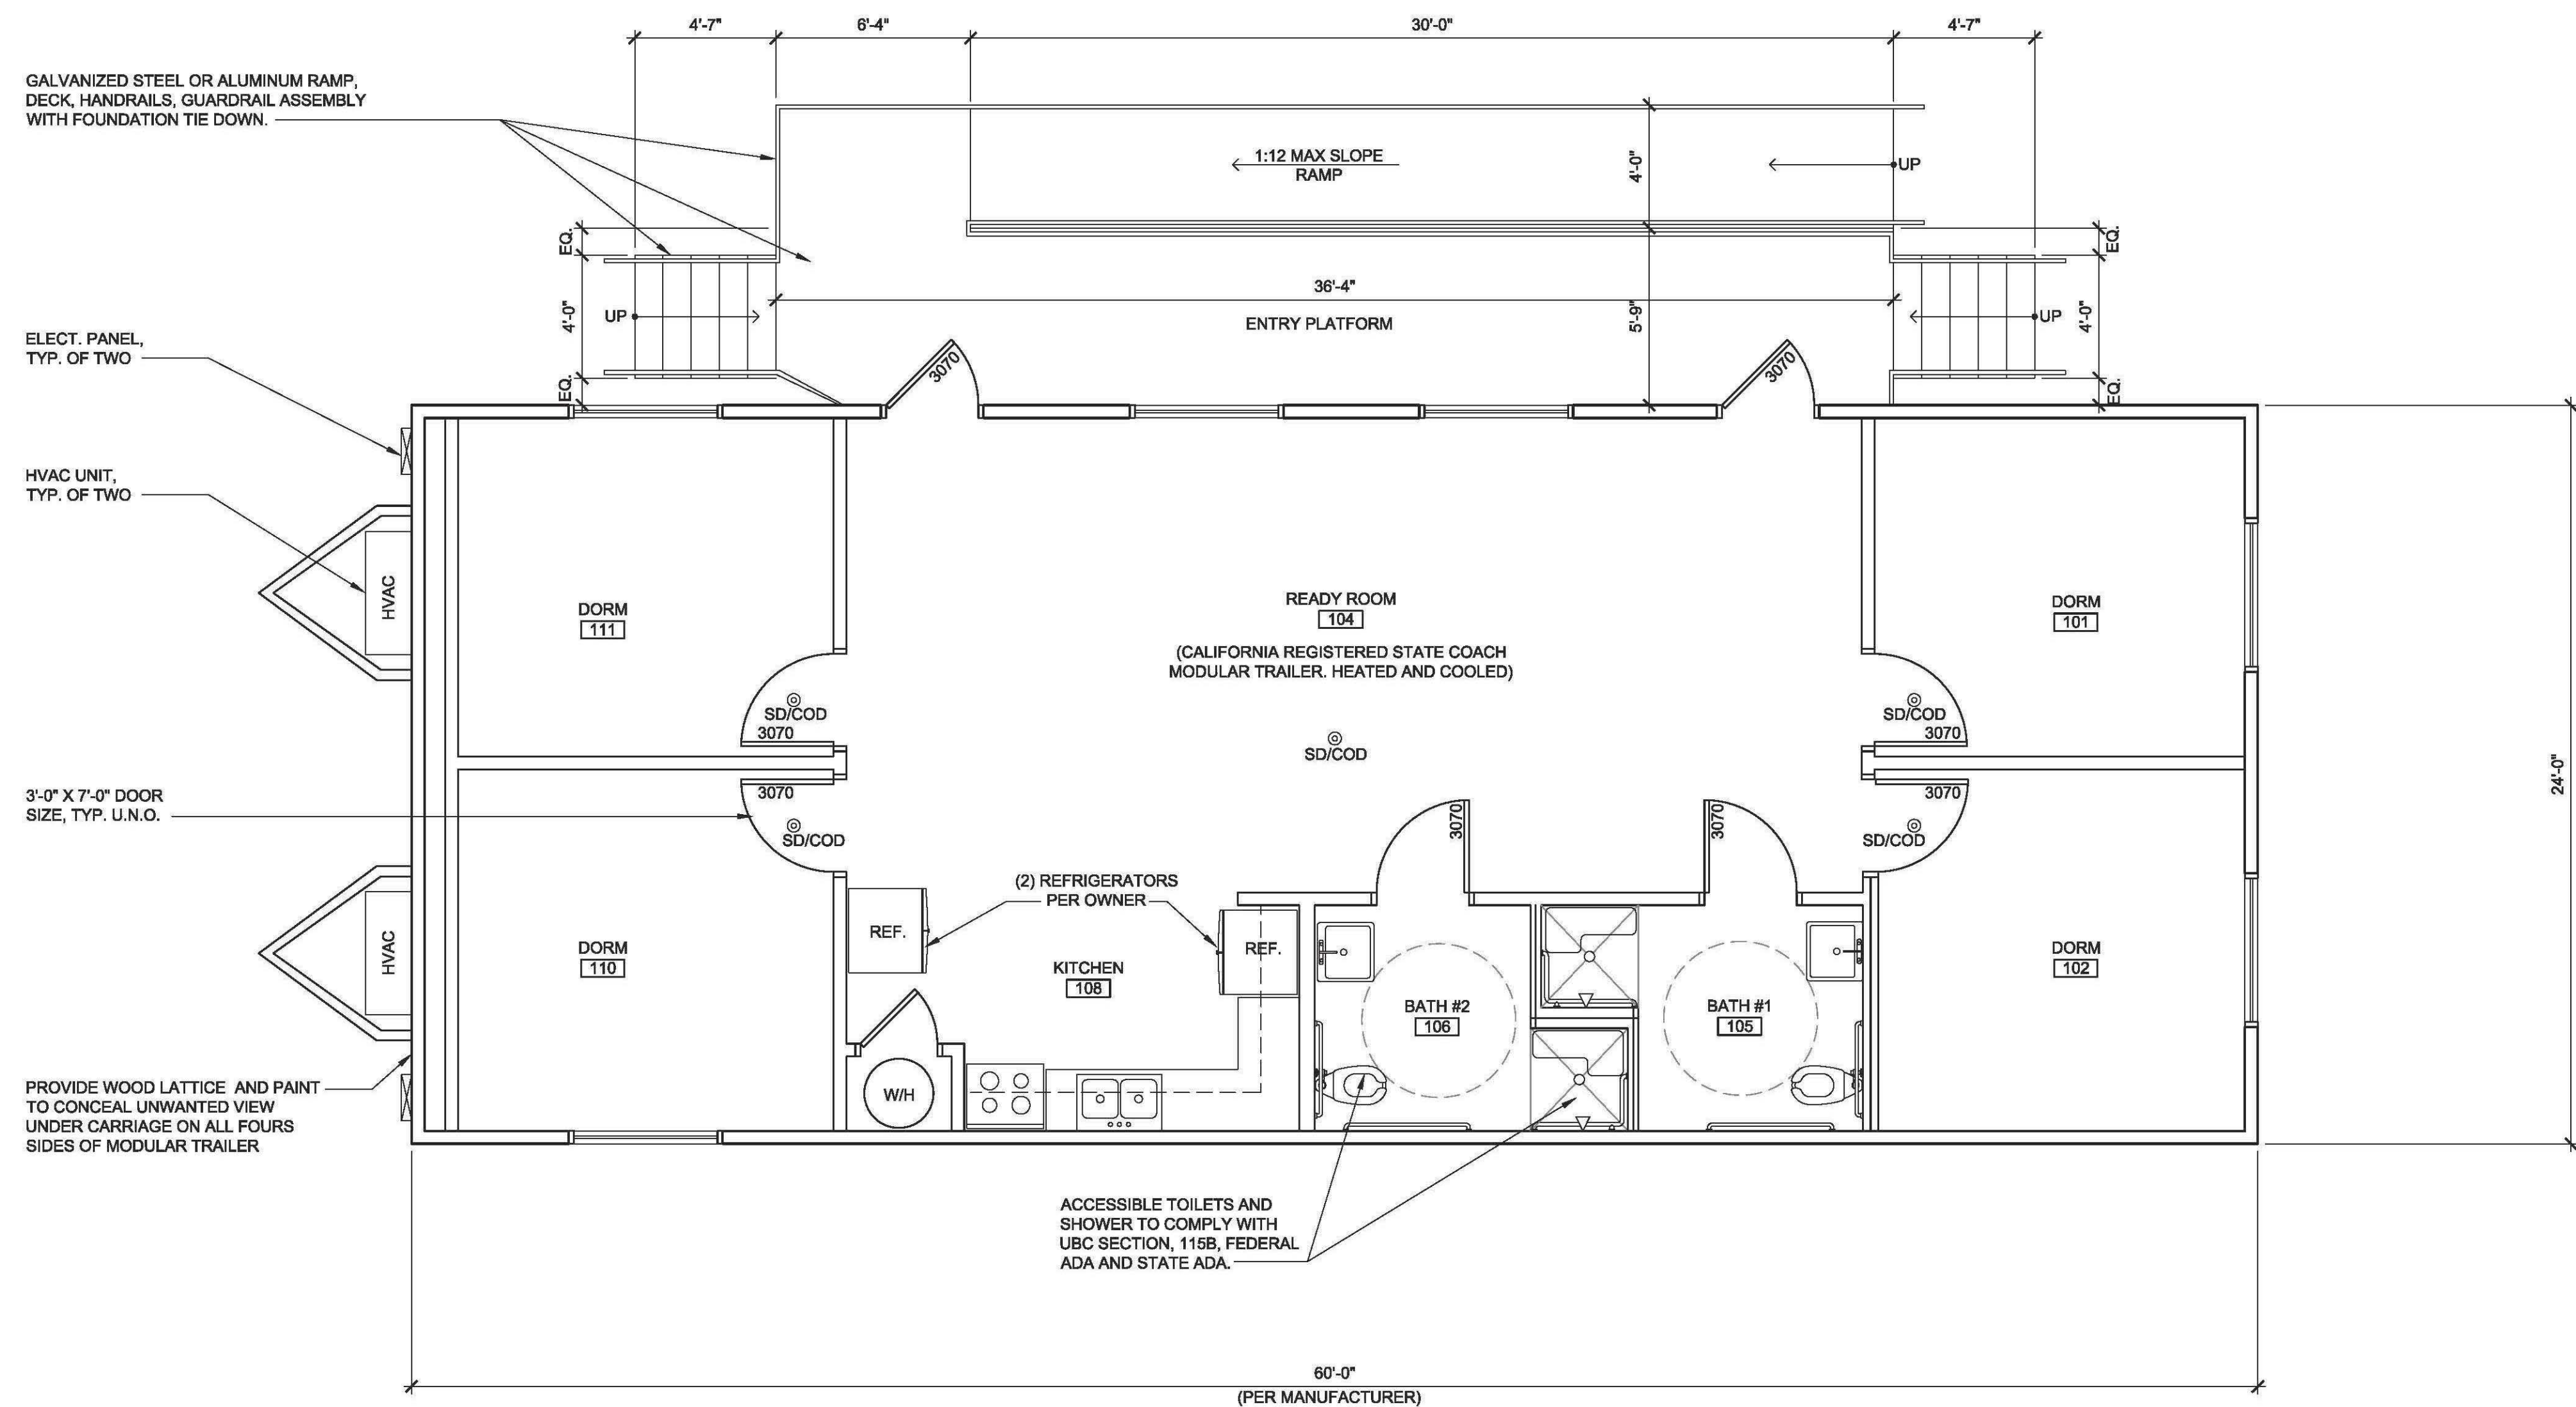 4'-7"
6'-4"
30'-0"
4'-7"
GALVANIZED STEEL OR ALUMINUM RAMP,
DECK, HANDRAILS, GUARDRAIL ASSEMBLY
WITH FOUNDATION TIE DOWN.
1:12 MAX SLOPE
RAMP
4'-0"
UP
EQ.
EQ.
36'-4"
4'-0"
UP
ENTRY PLATFORM
5'-9"
UP
4'-0"
ELECT. PANEL,
TYP. OF TWO
3070
3070
EQ.
EQ.
HVAC UNIT,
TYP. OF TWO
HVAC
DORM
111
READY ROOM
104
(CALIFORNIA REGISTERED STATE COACH
MODULAR TRAILER. HEATED AND COOLED)
DORM
101
SD/COD
3070
SD/COD
SD/COD
3070
24'-0"
3'-0" X 7'-0" DOOR
SIZE, TYP. U.N.O.
3070
SD/COD
3070
3070
3070
SD/COD
(2) REFRIGERATORS
PER OWNER
REF.
REF.
HVAC
DORM
110
KITCHEN
108
DORM
102
BATH #2
106
BATH #1
105
W/H
PROVIDE WOOD LATTICE AND PAINT
TO CONCEAL UNWANTED VIEW
UNDER CARRIAGE ON ALL FOURS
SIDES OF MODULAR TRAILER
ACCESSIBLE TOILETS AND
SHOWER TO COMPLY WITH
UBC SECTION, 115B, FEDERAL
ADA AND STATE ADA.
60'-0"
(PER MANUFACTURER)